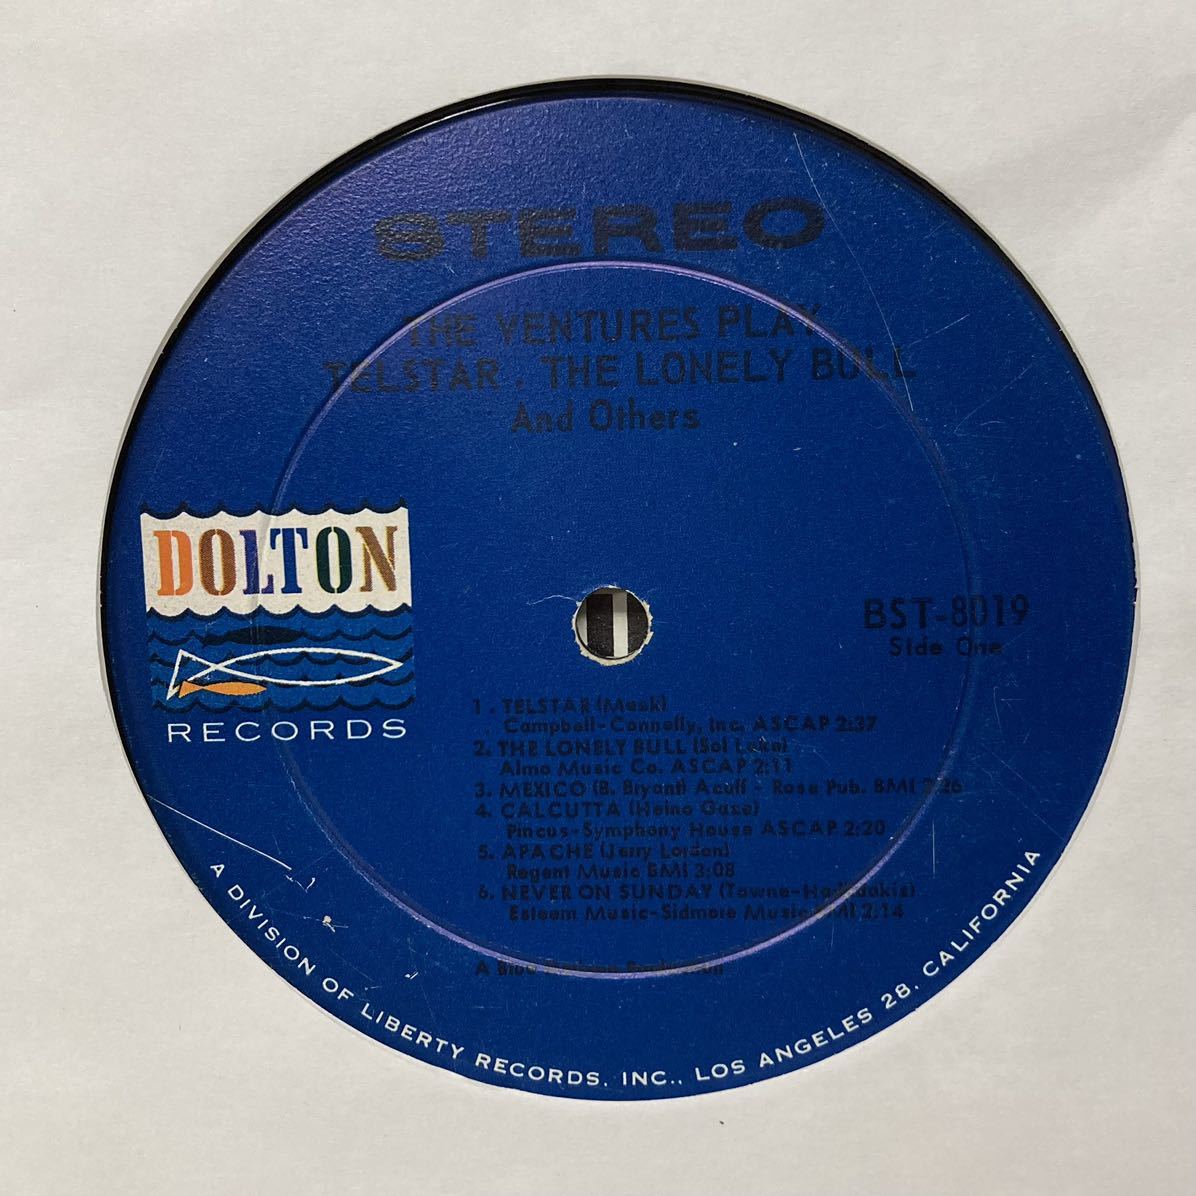 STEREO
THE VENTURES PLAY
TELSTAR . THE LONELY BULL
And Others
DOLTON
RECORDS
BST-8019
Side One
1. TELSTAR (Meek)
Campbell-Connelly, Inc. ASCAP 2:37
2. THE LONELY BULL (Sol Lake)
Almo Music Co. ASCAP 2:11
3. MEXICO (B. Bryant) Acuff - Rose Pub. BMI 2:26
4. CALCUTTA (Heino Gaze)
Pincus-Symphony House ASCAP 2:20
5. APACHE (Jerry Lordan)
Regent Music BMI 3:08
6. NEVER ON SUNDAY (Towne-Hadjidakis)
Esteem Music-Sidmore Music BMI 2:14
A Blue Production
A DIVISION OF LIBERTY RECORDS, INC., LOS ANGELES 28, CALIFORNIA